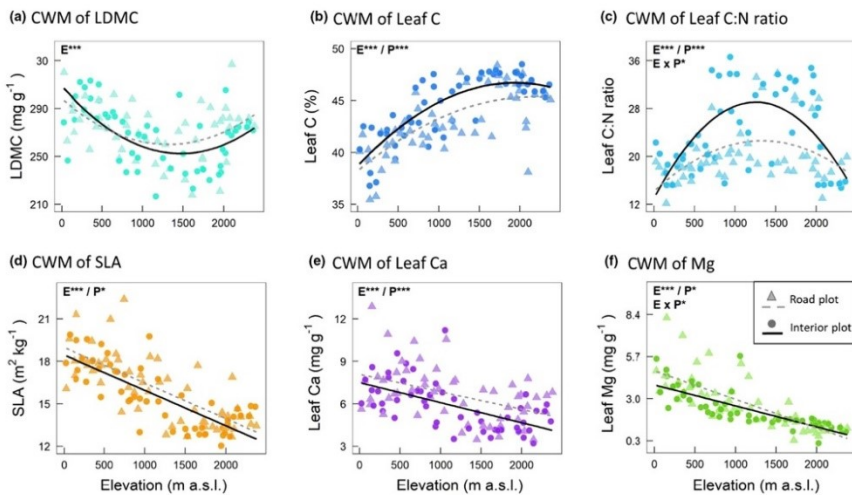 (a) CWM of LDMC
(b) CWM of Leaf C
(c) CWM of Leaf C:N ratio
E***
E*** / P***
E*** / P***
E x P*
LDMC (mg g-1)
30
290
250
210
0 500 1000 1500 2000
Leaf C (%)
50
45
40
35
0 500 1000 1500 2000
Leaf C:N ratio
36
28
20
12
0 500 1000 1500 2000
(d) CWM of SLA
(e) CWM of Leaf Ca
(f) CWM of Mg
E*** / P*
E*** / P***
E*** / P*
E x P*
Road plot
Interior plot
SLA (m2 kg-1)
21
18
15
12
0 500 1000 1500 2000
Elevation (m a.s.l.)
Leaf Ca (mg g-1)
12
9
6
3
0 500 1000 1500 2000
Elevation (m a.s.l.)
Leaf Mg (mg g-1)
8.4
5.7
3.0
0.3
0 500 1000 1500 2000
Elevation (m a.s.l.)